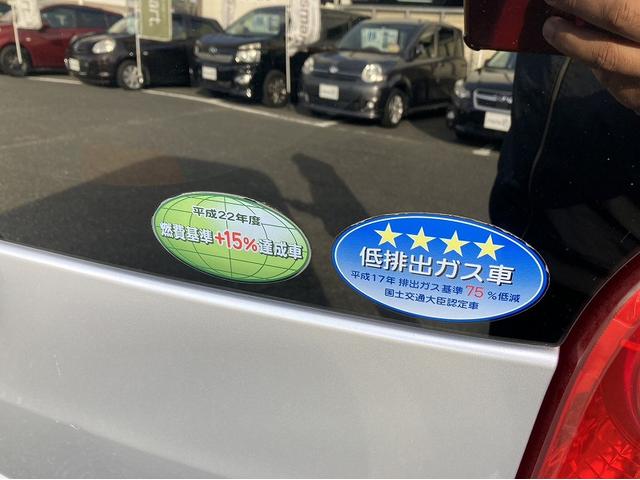 平成22年度
燃費基準+15%達成車
低排出ガス車
平成17年 排出ガス基準75%低減
国土交通大臣認定車